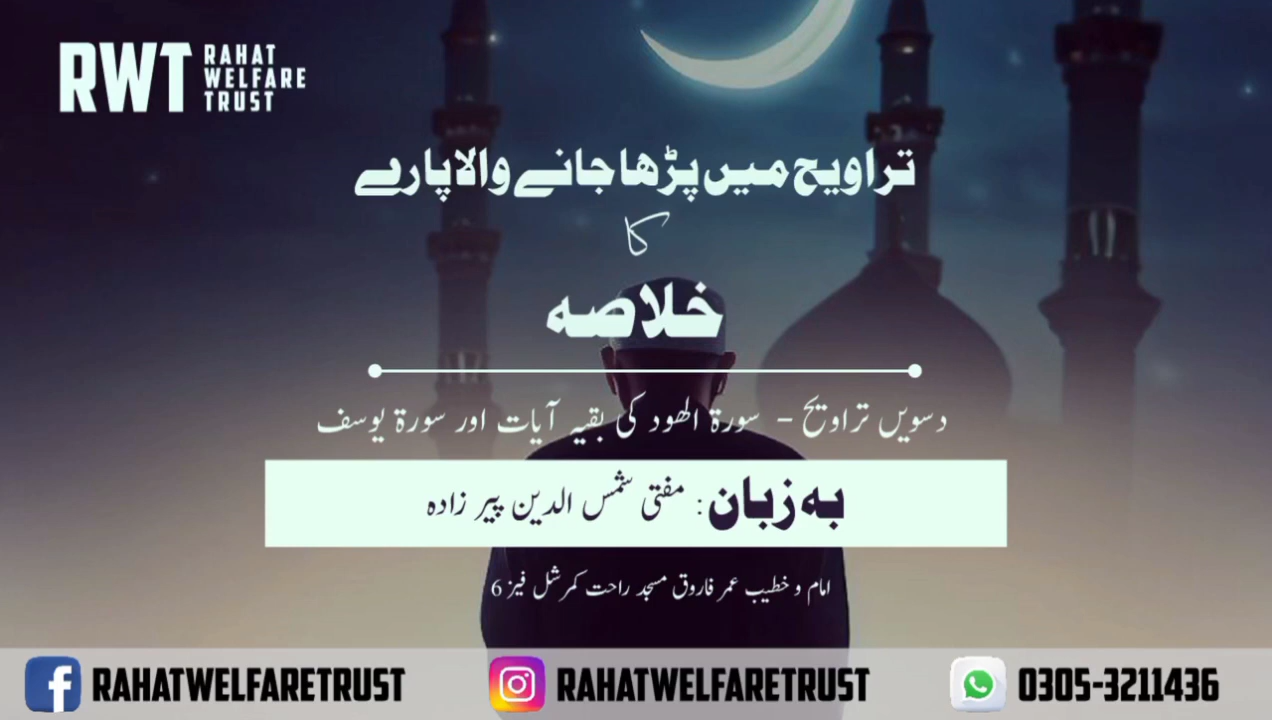 RWT RAHAT WELFARE TRUST
تراویح میں پڑھا جانے والا پارے
کا
خلاصہ
دسویں تراویح - سورۃ الھود کی بقیہ آیات اور سورۃ یوسف
بہ زبان : مفتی شمس الدین پیر زادہ
امام و خطیب عمر فاروق مسجد راحت کمرشل فیز 6
RAHATWELFARETRUST RAHATWELFARETRUST 0305-3211436